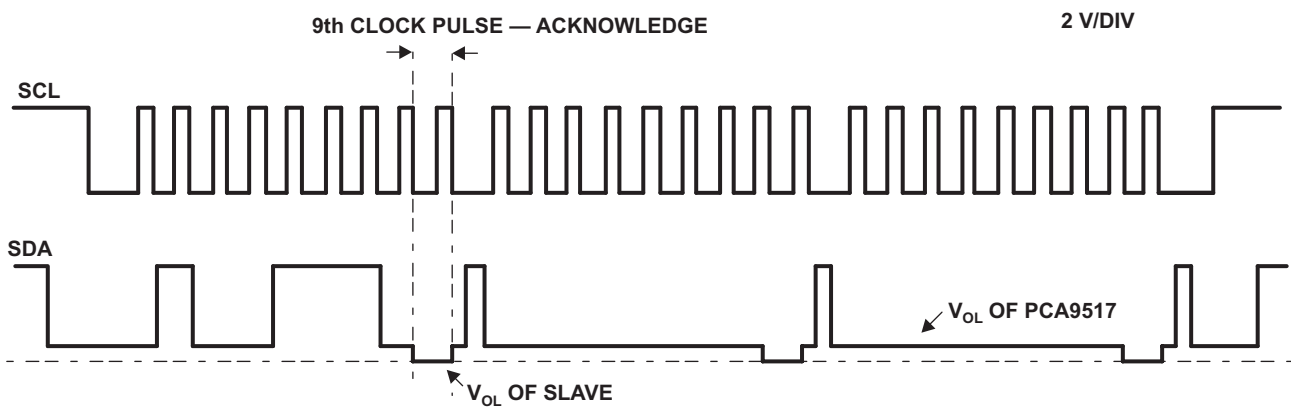 9th CLOCK PULSE — ACKNOWLEDGE
2 V/DIV
SCL
SDA
VOL OF PCA9517
VOL OF SLAVE